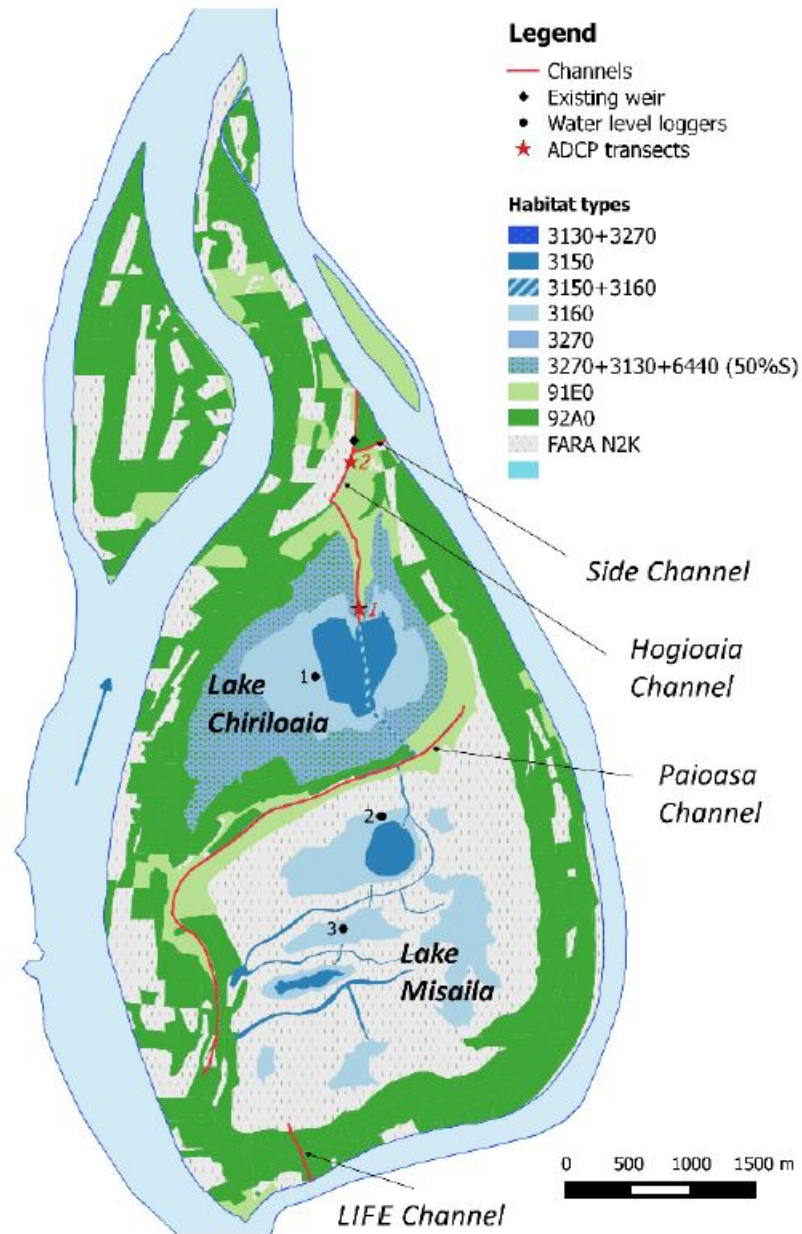 Legend
Channels
Existing weir
Water level loggers
ADCP transects
Habitat types
3130+3270
3150
3150+3160
3160
3270
3270+3130+6440 (50%S)
91E0
92A0
FARA N2K
2
Side Channel
1
Hogioaia
Channel
1
Lake
Chiriloaia
Paioasa
Channel
2
3
Lake
Misaila
0 500 1000 1500 m
LIFE Channel